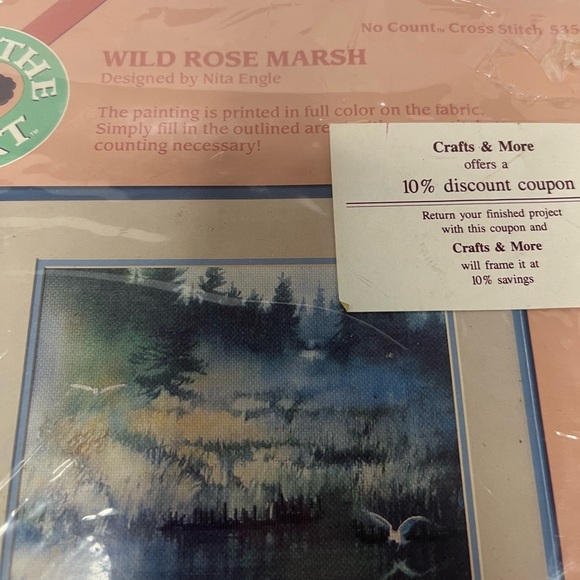 THE
No Count™ Cross Stitch 535
WILD ROSE MARSH
Designed by Nita Engle
The painting is printed in full color on the fabric.
Simply fill in the outlined
counting necessary!
Crafts & More
offers a
10% discount coupon
Return your finished project
with this coupon and
Crafts & More
will frame it at
10% savings